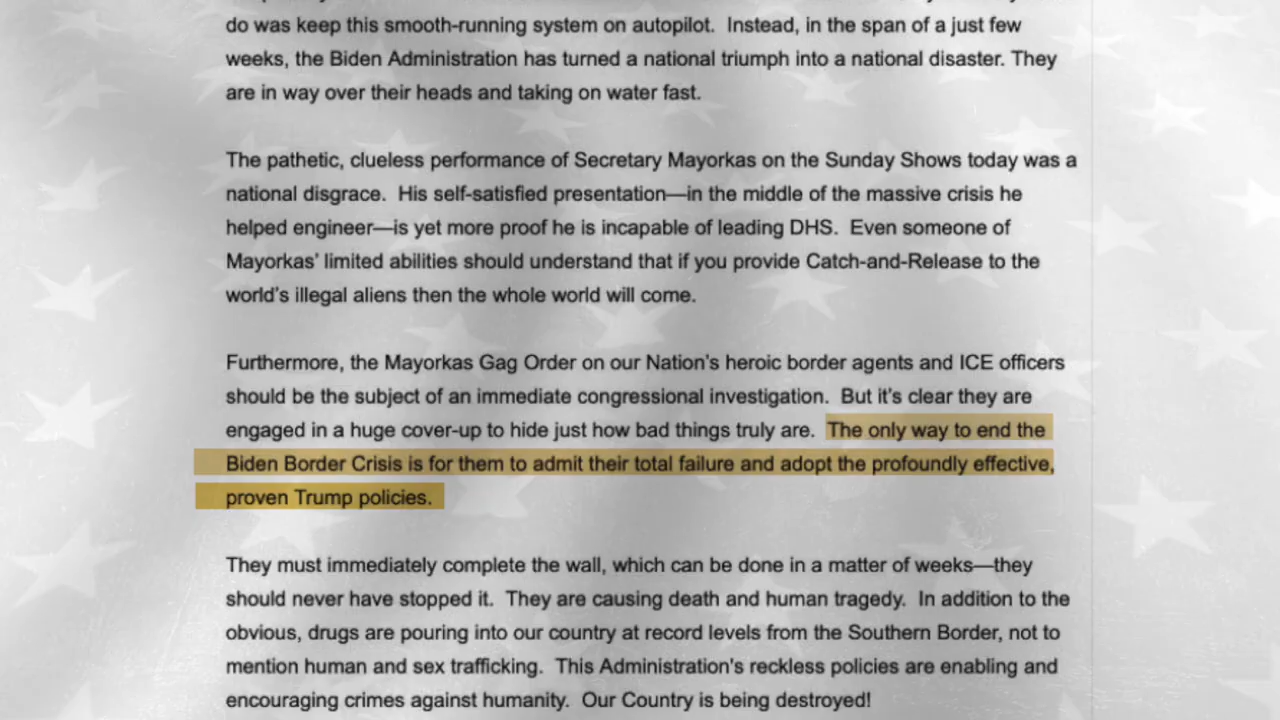 do was keep this smooth-running system on autopilot.  Instead, in the span of a just few
weeks, the Biden Administration has turned a national triumph into a national disaster. They
are in way over their heads and taking on water fast.
The pathetic, clueless performance of Secretary Mayorkas on the Sunday Shows today was a
national disgrace.  His self-satisfied presentation—in the middle of the massive crisis he
helped engineer—is yet more proof he is incapable of leading DHS.  Even someone of
Mayorkas’ limited abilities should understand that if you provide Catch-and-Release to the
world’s illegal aliens then the whole world will come.
Furthermore, the Mayorkas Gag Order on our Nation’s heroic border agents and ICE officers
should be the subject of an immediate congressional investigation.  But it’s clear they are
engaged in a huge cover-up to hide just how bad things truly are.  The only way to end the
Biden Border Crisis is for them to admit their total failure and adopt the profoundly effective,
proven Trump policies.
They must immediately complete the wall, which can be done in a matter of weeks—they
should never have stopped it.  They are causing death and human tragedy.  In addition to the
obvious, drugs are pouring into our country at record levels from the Southern Border, not to
mention human and sex trafficking.  This Administration's reckless policies are enabling and
encouraging crimes against humanity.  Our Country is being destroyed!